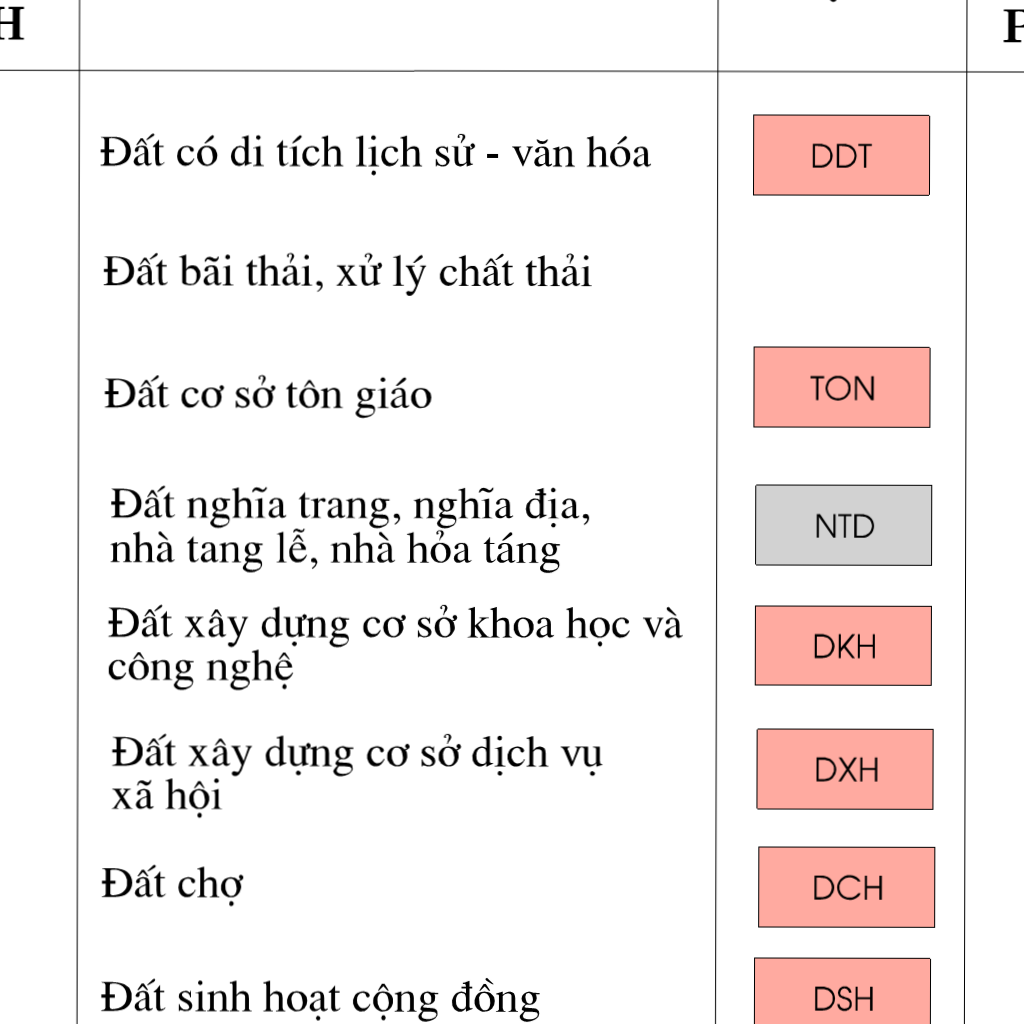 Đất có di tích lịch sử - văn hóa DDT
Đất bãi thải, xử lý chất thải
Đất cơ sở tôn giáo TON
Đất nghĩa trang, nghĩa địa,
nhà tang lễ, nhà hỏa táng NTD
Đất xây dựng cơ sở khoa học và
công nghệ DKH
Đất xây dựng cơ sở dịch vụ
xã hội DXH
Đất chợ DCH
Đất sinh hoạt cộng đồng DSH